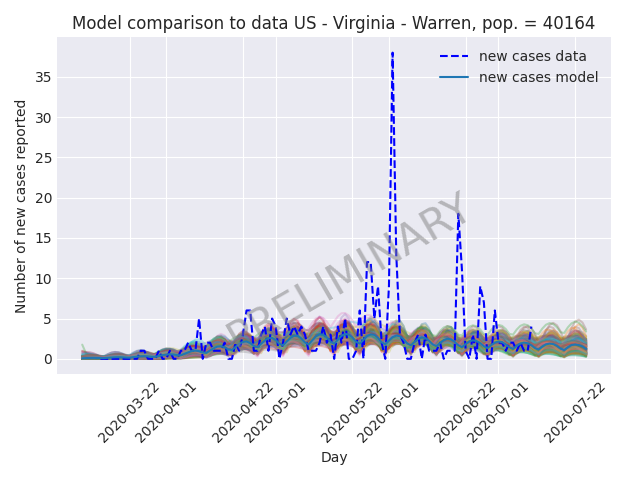 Model comparison to data US - Virginia - Warren, pop. = 40164
new cases data
new cases model
Number of new cases reported
35
30
25
20
15
10
5
0
PRELIMINARY
2020-03-22
2020-04-01
2020-04-22
2020-05-01
2020-05-22
2020-06-01
2020-06-22
2020-07-01
2020-07-22
Day